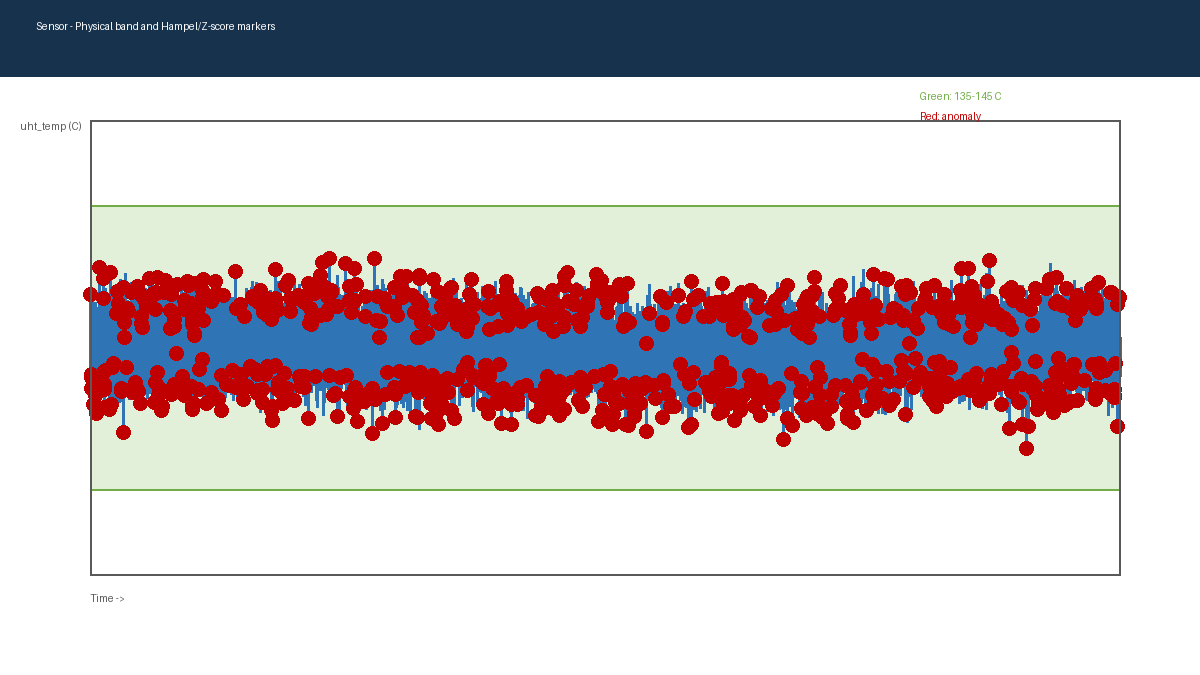 Sensor - Physical band and Hampel/Z-score markers
Green: 135-145 C
Red: anomaly
uht_temp (C)
Time ->